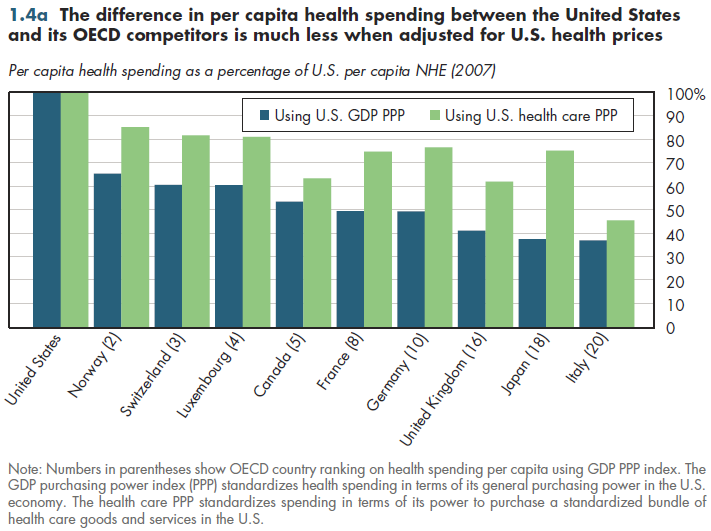 1.4a The difference in per capita health spending between the United States
and its OECD competitors is much less when adjusted for U.S. health prices
Per capita health spending as a percentage of U.S. per capita NHE (2007)
Using U.S. GDP PPP
Using U.S. health care PPP
100%
90
80
70
60
50
40
30
20
10
0
United States
Norway (2)
Switzerland (3)
Luxembourg (4)
Canada (5)
France (8)
Germany (10)
United Kingdom (16)
Japan (18)
Italy (20)
Note: Numbers in parentheses show OECD country ranking on health spending per capita using GDP PPP index. The
GDP purchasing power index (PPP) standardizes health spending in terms of its general purchasing power in the U.S.
economy. The health care PPP standardizes spending in terms of its power to purchase a standardized bundle of
health care goods and services in the U.S.